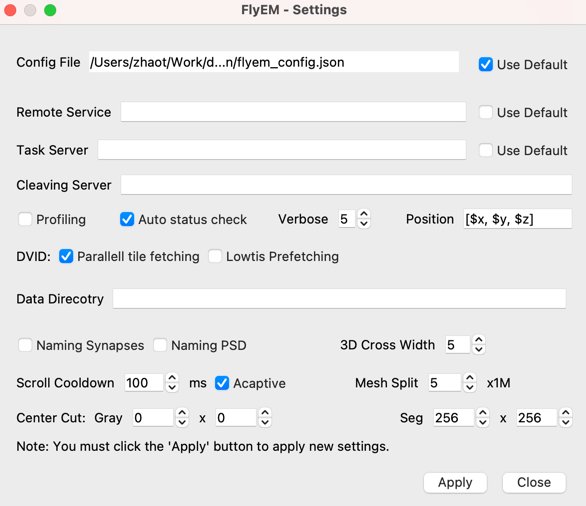 FlyEM - Settings
Config File /Users/zhaot/Work/d...n/flyem_config.json Use Default
Remote Service Use Default
Task Server Use Default
Cleaving Server
Profiling Auto status check Verbose 5 Position [$x, $y, $z]
DVID: Parallell tile fetching Lowtis Prefetching
Data Direcotry
Naming Synapses Naming PSD 3D Cross Width 5
Scroll Cooldown 100 ms Acaptive Mesh Split 5 x1M
Center Cut: Gray 0 x 0 Seg 256 x 256
Note: You must click the 'Apply' button to apply new settings.
Apply Close